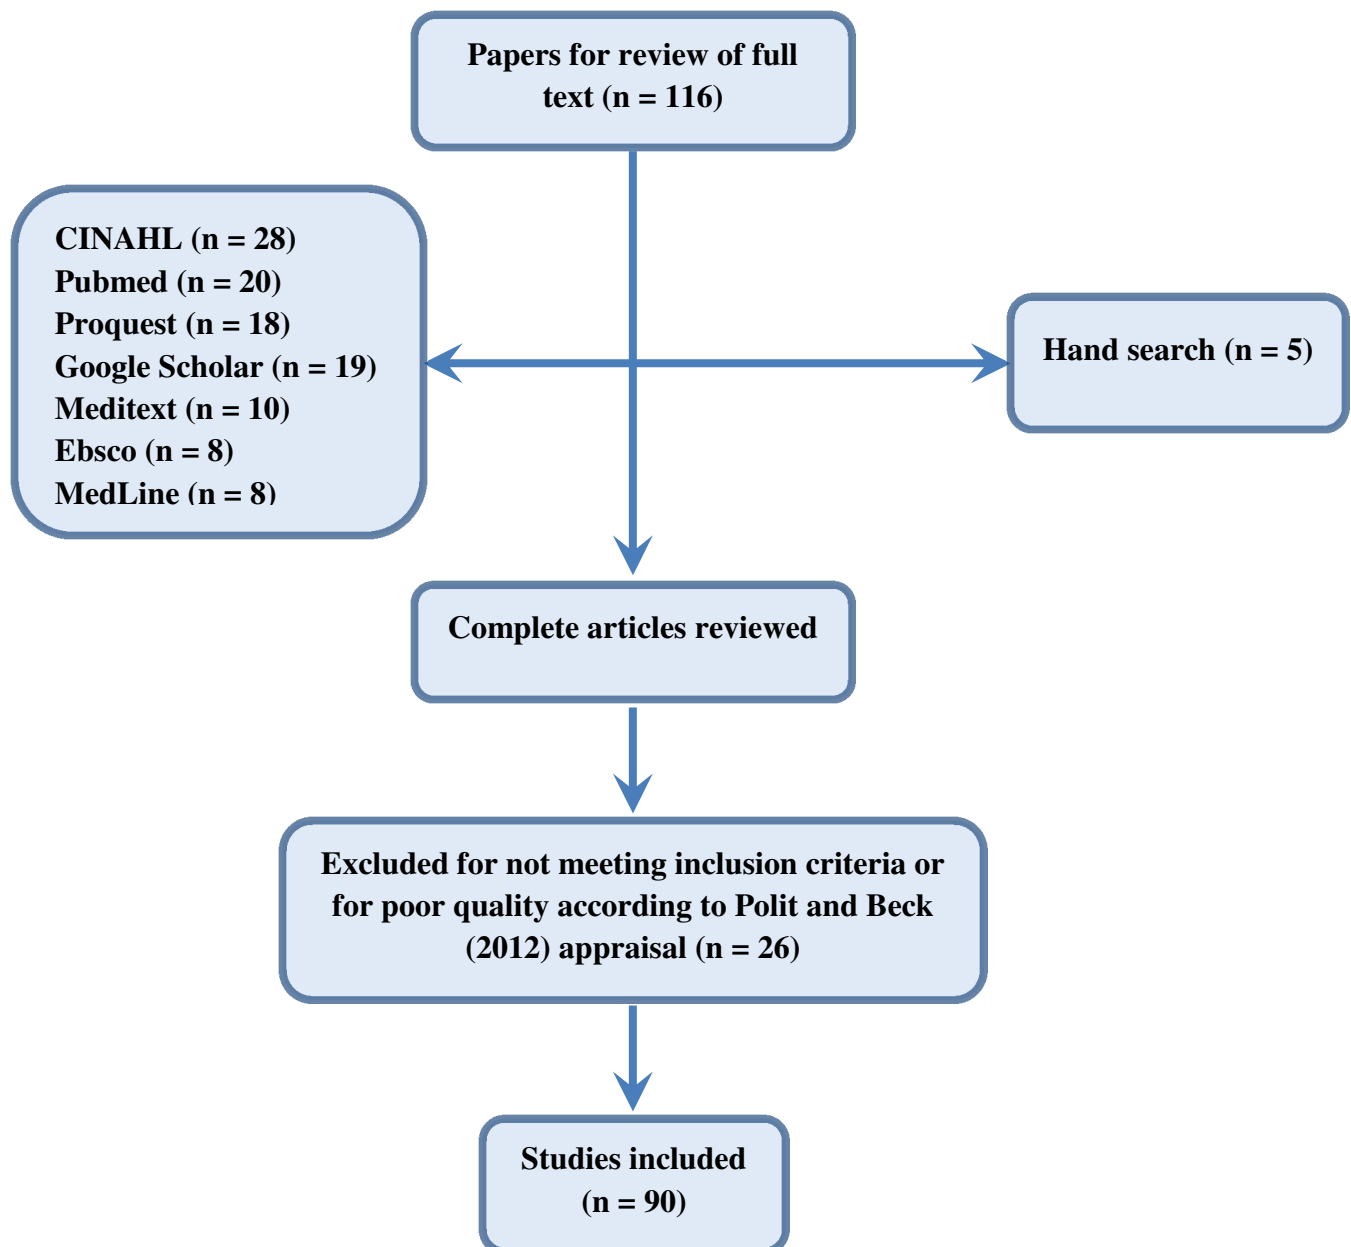 Papers for review of full
text (n = 116)
CINAHL (n = 28)
Pubmed (n = 20)
Proquest (n = 18)
Google Scholar (n = 19)
Meditext (n = 10)
Ebsco (n = 8)
MedLine (n = 8)
Hand search (n = 5)
Complete articles reviewed
Excluded for not meeting inclusion criteria or
for poor quality according to Polit and Beck
(2012) appraisal (n = 26)
Studies included
(n = 90)